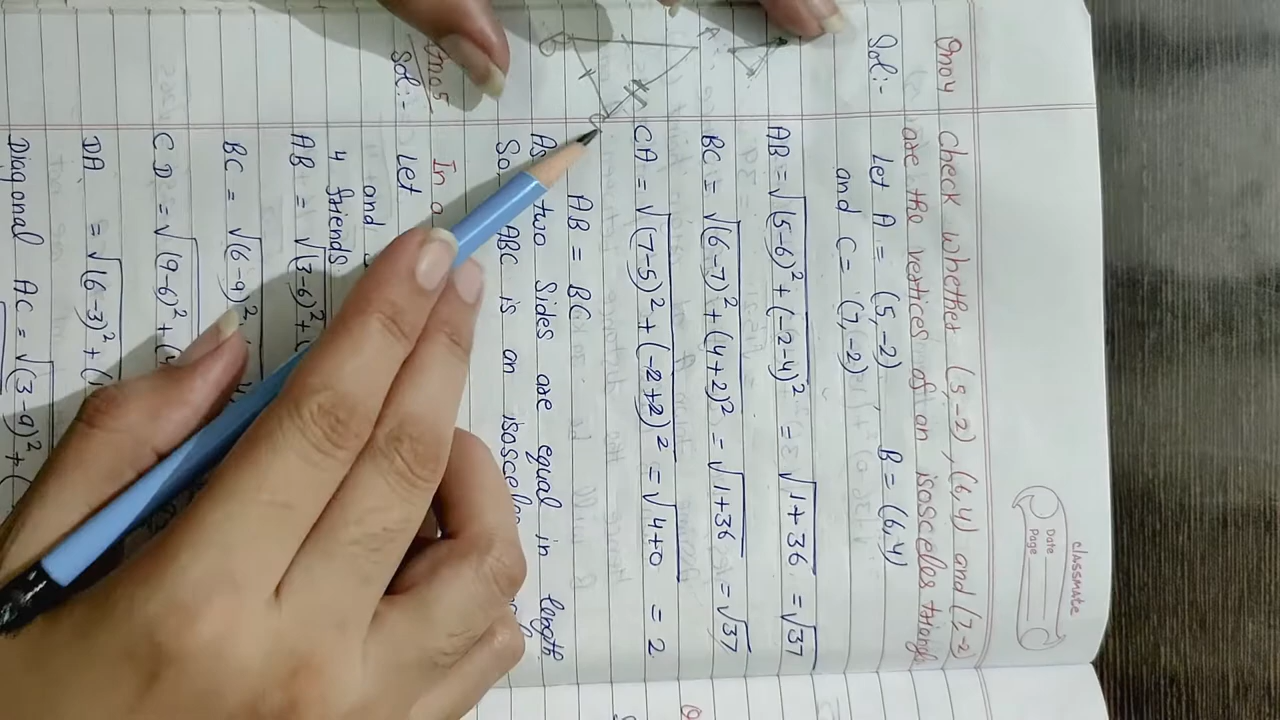 classmate
Date
Page
Qno4 check whether (5,-2), (6,4) and (7,-2)
are the vertices of an isosceles triangle
Sol:- Let A = (5,-2), B = (6,4)
and C = (7,-2)
AB = √(5-6)² + (-2-4)² = √1+36 = √37
BC = √(6-7)² + (4+2)² = √1+36 = √37
CA = √(7-5)² + (-2+2)² = √4+0 = 2
AB = BC
As two Sides are equal in length
So, ABC is an isosceles
Qno5 In a
Sol:- Let
and
4 friends
AB = √(3-6)² +
BC = √(6-9)²
CD = √(9-6)² + (
DA = √(6-3)² + (
Diagonal AC = √(3-9)² + (